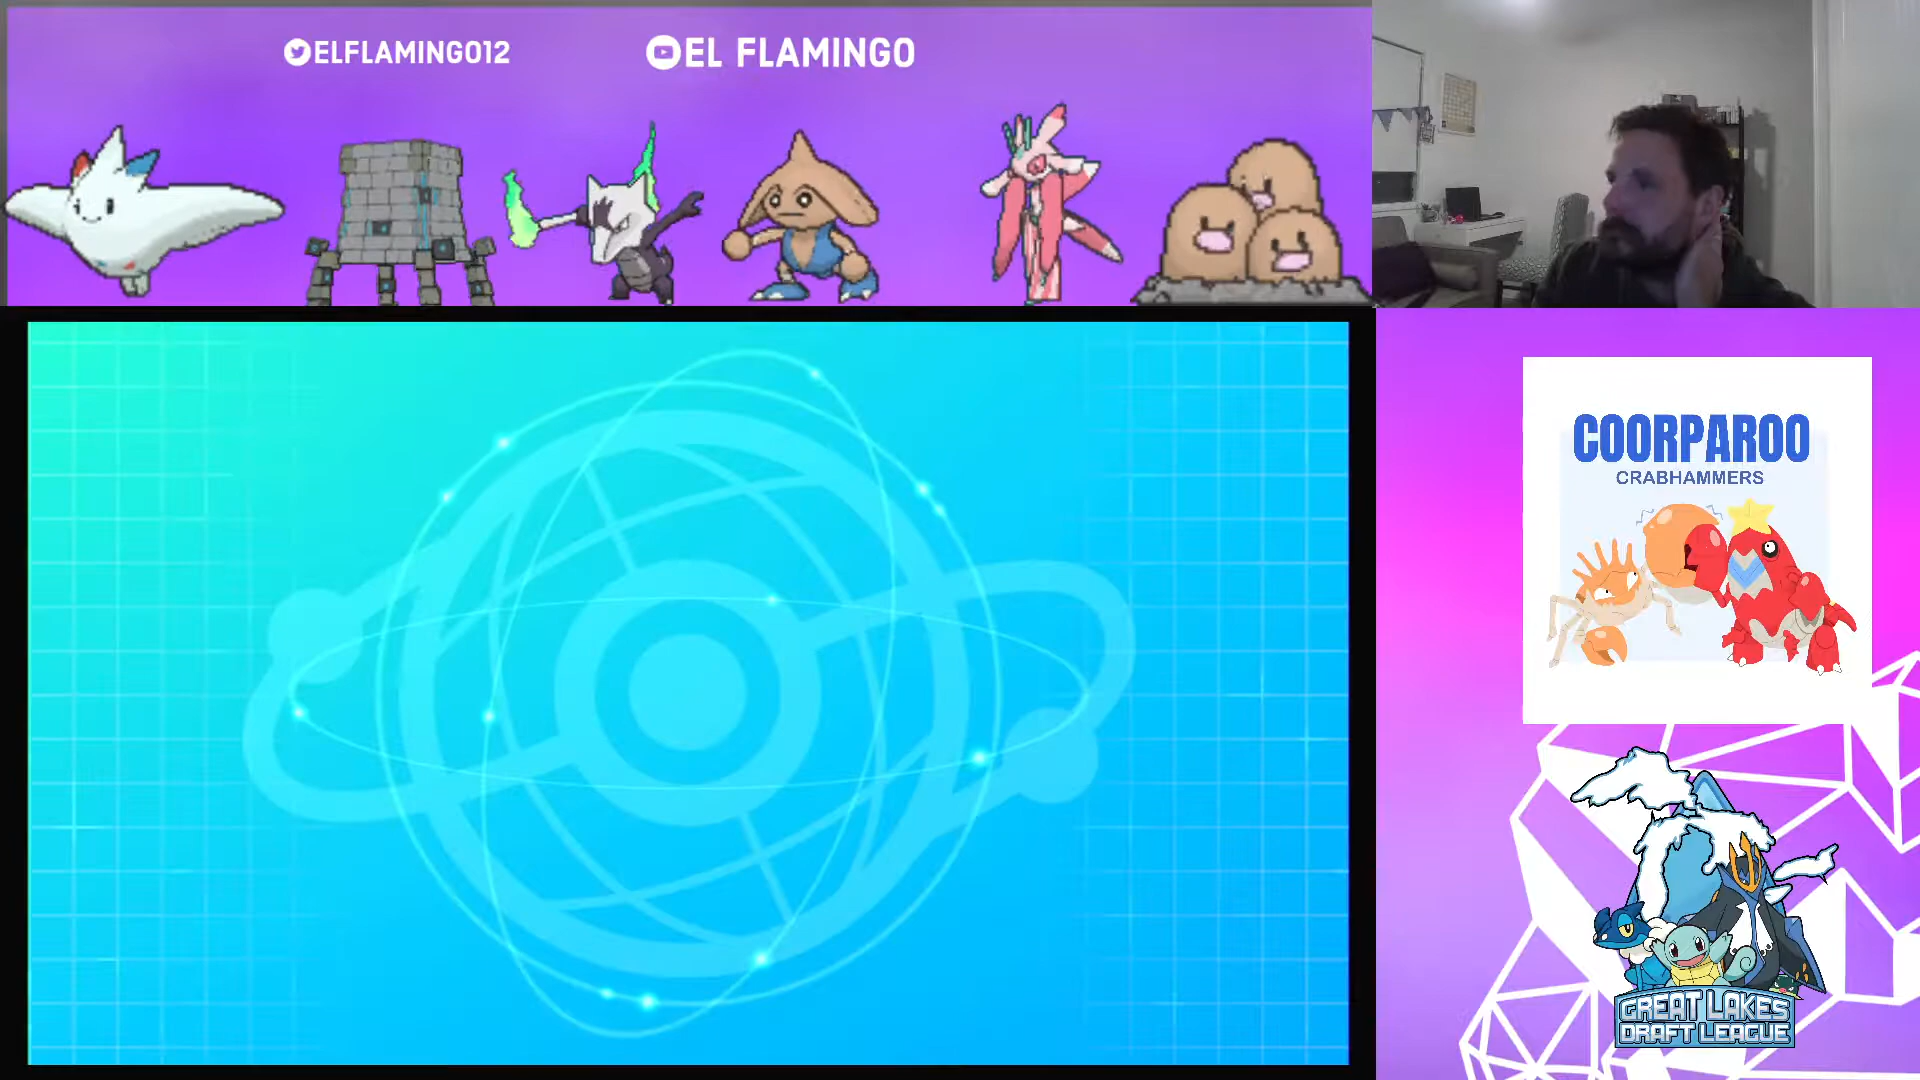 ELFLAMINGO12
EL FLAMINGO
COORPAROO
CRABHAMMERS
GREAT LAKES
DRAFT LEAGUE